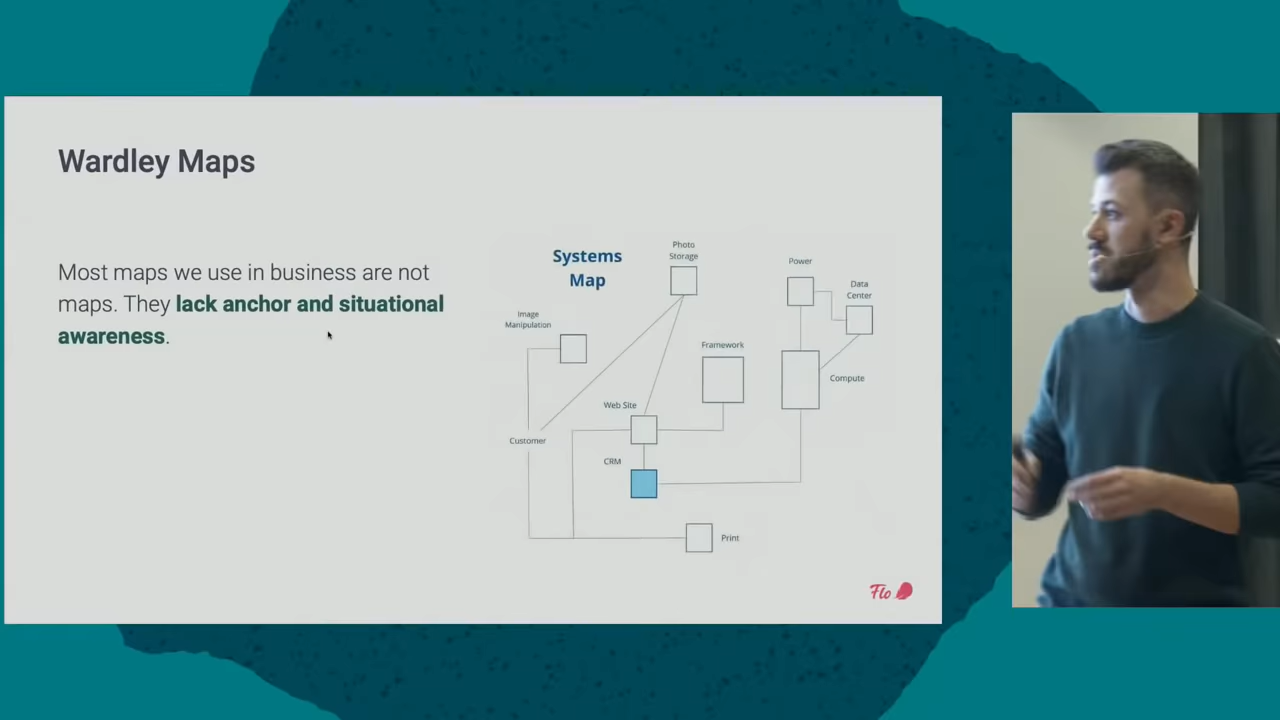 Wardley Maps
Most maps we use in business are not
maps. They lack anchor and situational
awareness.
Systems
Map
Photo
Storage
Power
Data
Center
Image
Manipulation
Framework
Compute
Web Site
Customer
CRM
Print
Flo